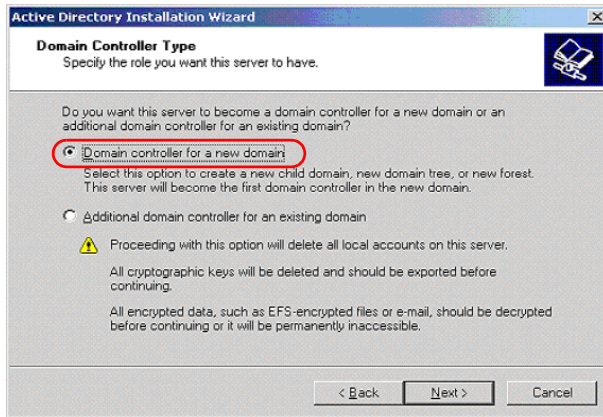 Active Directory Installation Wizard
Domain Controller Type
Specify the role you want this server to have.
Do you want this server to become a domain controller for a new domain or an
additional domain controller for an existing domain?
Domain controller for a new domain
Select this option to create a new child domain, new domain tree, or new forest.
This server will become the first domain controller in the new domain.
Additional domain controller for an existing domain
Proceeding with this option will delete all local accounts on this server.
All cryptographic keys will be deleted and should be exported before
continuing.
All encrypted data, such as EFS-encrypted files or e-mail, should be decrypted
before continuing or it will be permanently inaccessible.
< Back Next > Cancel